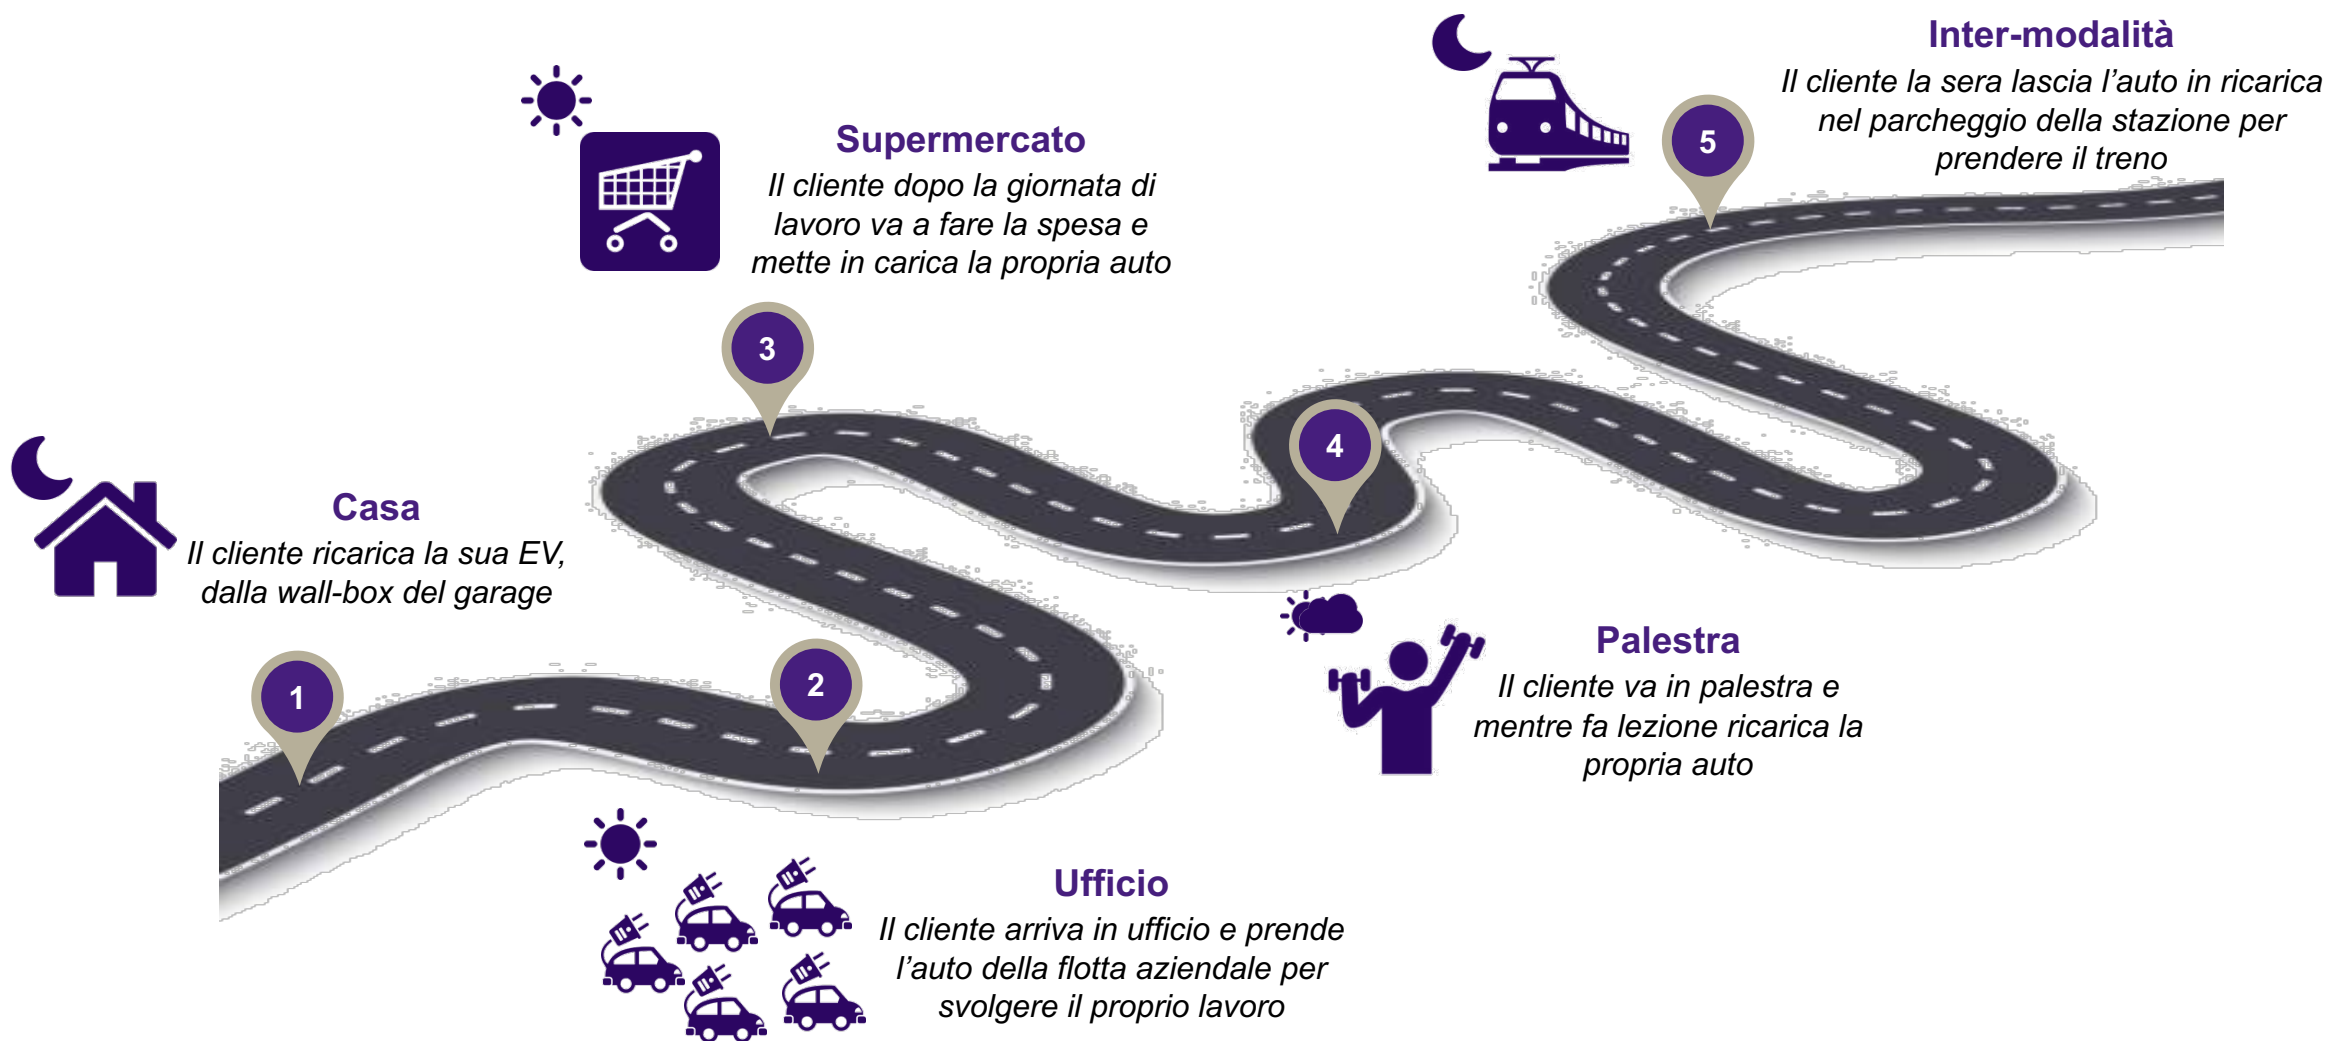 Casa
Il cliente ricarica la sua EV,
dalla wall-box del garage
1
Ufficio
Il cliente arriva in ufficio e prende
l'auto della flotta aziendale per
svolgere il proprio lavoro
2
Supermercato
Il cliente dopo la giornata di
lavoro va a fare la spesa e
mette in carica la propria auto
3
Palestra
Il cliente va in palestra e
mentre fa lezione ricarica la
propria auto
4
Inter-modalità
Il cliente la sera lascia l'auto in ricarica
nel parcheggio della stazione per
prendere il treno
5